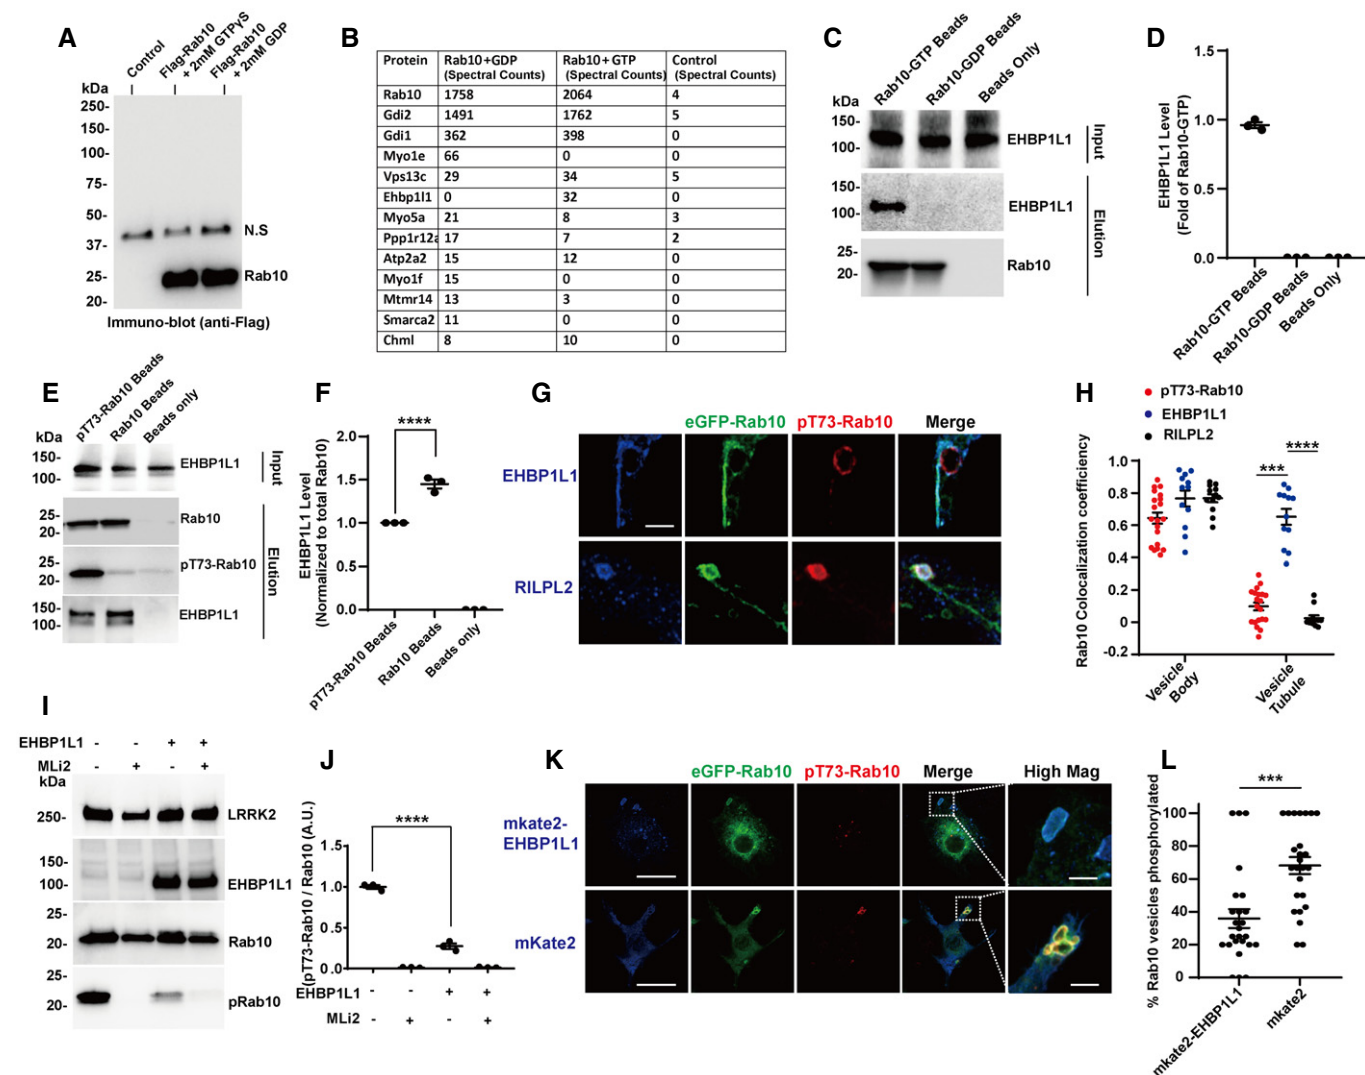 A
Control
Flag-Rab10
+ 2mM GTPγS
Flag-Rab10
+ 2mM GDP
kDa
250-
150-
100-
75-
50-
37-
25-
20-
N.S
Rab10
Immuno-blot (anti-Flag)
B
Protein Rab10+GDP (Spectral Counts) Rab10+ GTP (Spectral Counts) Control (Spectral Counts)
Rab10 1758 2064 4
Gdi2 1491 1762 5
Gdi1 362 398 0
Myo1e 66 0 0
Vps13c 29 34 5
Ehbp1l1 0 32 0
Myo5a 21 8 3
Ppp1r12a 17 7 2
Atp2a2 15 12 0
Myo1f 15 0 0
Mtmr14 13 3 0
Smarca2 11 0 0
Chml 8 10 0
C
Rab10-GTP Beads
Rab10-GDP Beads
Beads Only
kDa
150-
100-
EHBP1L1
Input
150-
100-
EHBP1L1
25-
20-
Rab10
Elution
D
EHBP1L1 Level
(Fold of Rab10-GTP)
1.5
1.0
0.5
0.0
Rab10-GTP Beads
Rab10-GDP Beads
Beads Only
E
pT73-Rab10 Beads
Rab10 Beads
Beads only
kDa
150-
100-
EHBP1L1
Input
25-
20-
Rab10
25-
20-
pT73-Rab10
150-
100-
EHBP1L1
Elution
F
EHBP1L1 Level
(Normalized to total Rab10)
2.0
1.5
1.0
0.5
0.0
****
pT73-Rab10 Beads
Rab10 Beads
Beads only
G
eGFP-Rab10 pT73-Rab10 Merge
EHBP1L1
RILPL2
H
pT73-Rab10
EHBP1L1
RILPL2
Rab10 Colocalization coefficiency
1.0
0.8
0.6
0.4
0.2
0
-0.2
***
****
Vesicle
Body
Vesicle
Tubule
I
EHBP1L1 - - + +
MLi2 - + - +
kDa
250-
LRRK2
150-
100-
EHBP1L1
20-
Rab10
25-
20-
pRab10
J
(pT73-Rab10 / Rab10 (A.U.)
1.5
1.0
0.5
0.0
****
EHBP1L1 - - + +
MLi2 - + - +
K
eGFP-Rab10 pT73-Rab10 Merge High Mag
mkate2-
EHBP1L1
mKate2
L
% Rab10 vesicles phosphorylated
100
80
60
40
20
0
***
mkate2-EHBP1L1
mkate2